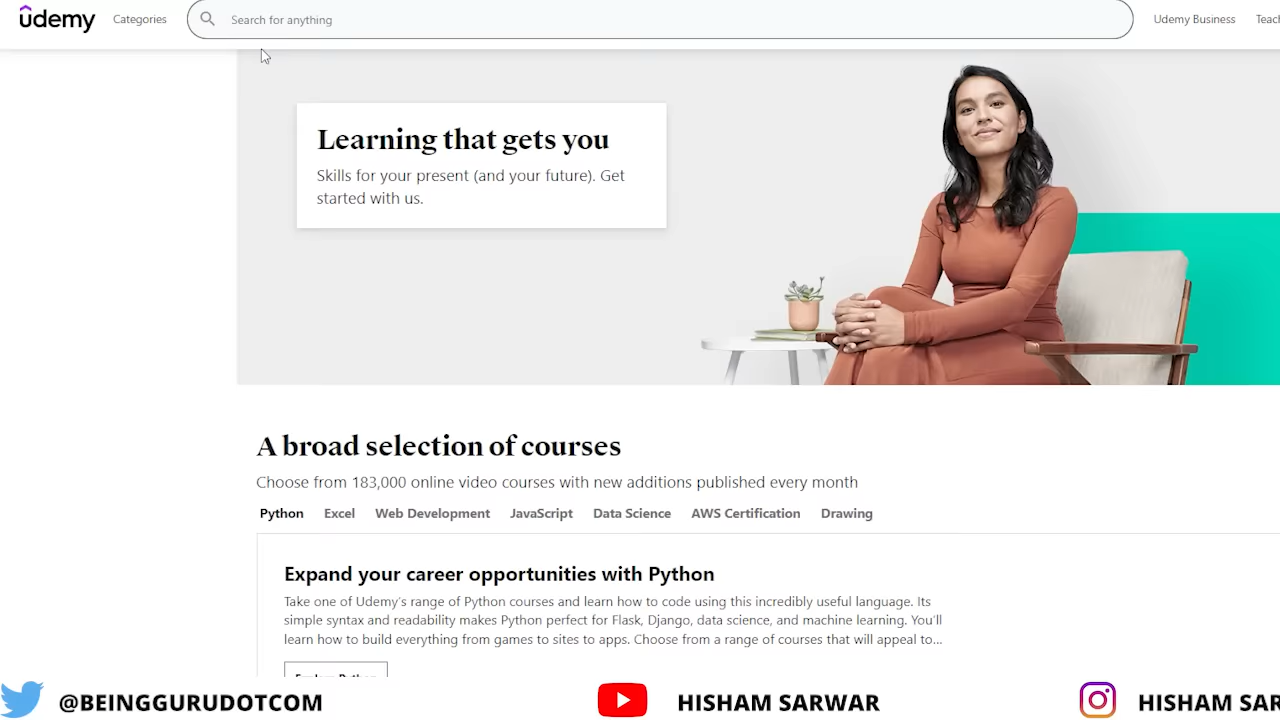 udemy
Categories
Search for anything
Udemy Business
Learning that gets you
Skills for your present (and your future). Get
started with us.
A broad selection of courses
Choose from 183,000 online video courses with new additions published every month
Python Excel Web Development JavaScript Data Science AWS Certification Drawing
Expand your career opportunities with Python
Take one of Udemy's range of Python courses and learn how to code using this incredibly useful language. Its
simple syntax and readability makes Python perfect for Flask, Django, data science, and machine learning. You'll
learn how to build everything from games to sites to apps. Choose from a range of courses that will appeal to...
@BEINGGURUDOTCOM
HISHAM SARWAR
HISHAM SAR